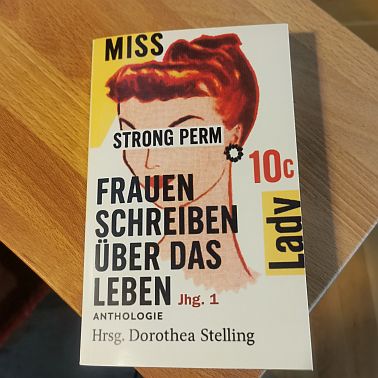 MISS
STRONG PERM
10c
FRAUEN
SCHREIBEN
ÜBER DAS
LEBEN Jhg. 1
Lady
ANTHOLOGIE
Hrsg. Dorothea Stelling